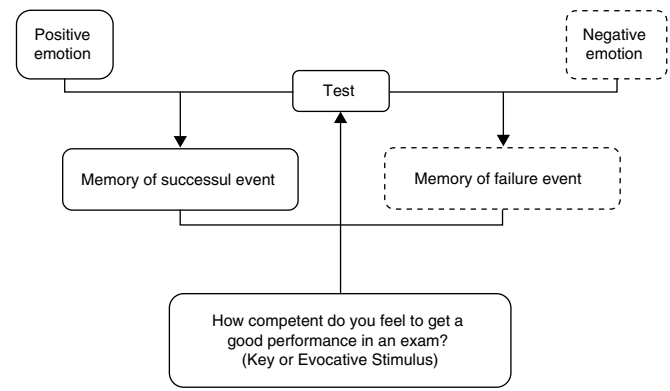 Positive
emotion
Negative
emotion
Test
Memory of successul event
Memory of failure event
How competent do you feel to get a
good performance in an exam?
(Key or Evocative Stimulus)